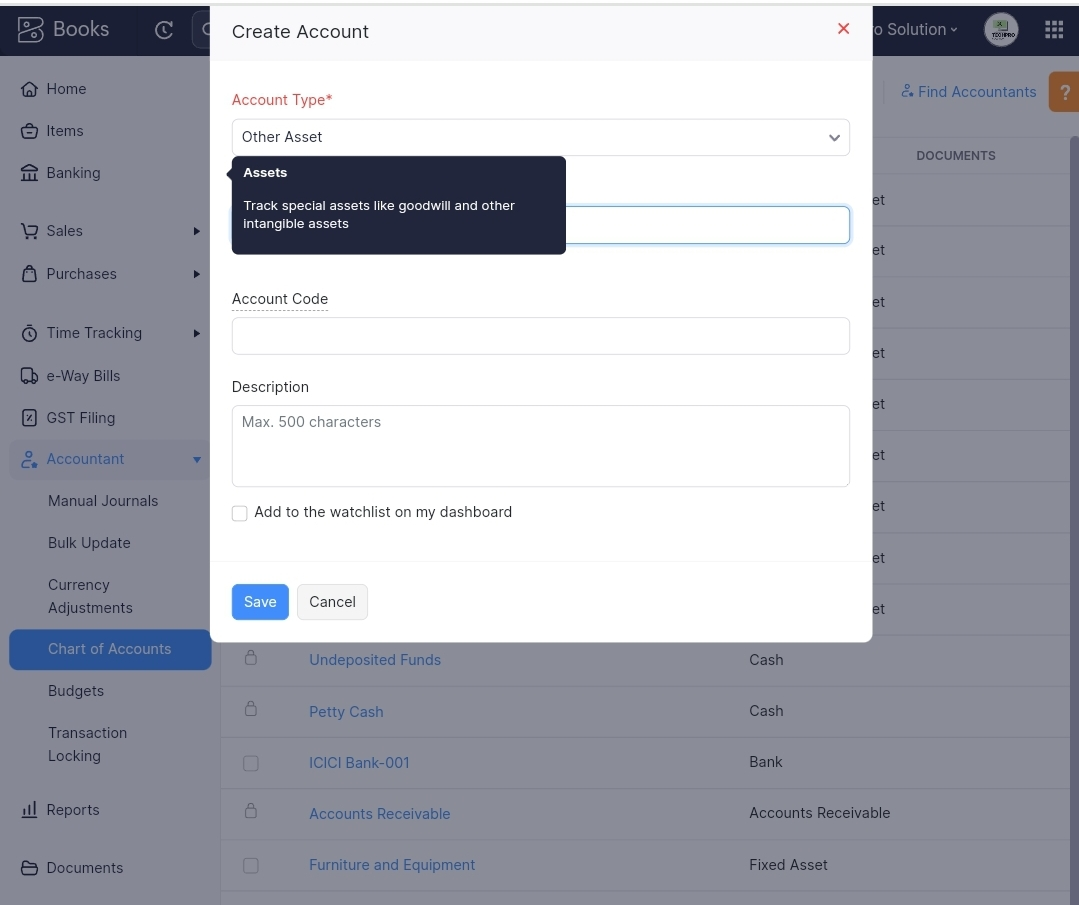 Books
ro Solution
TECHPRO
Create Account
Find Accountants
?
Home
Items
Banking
Sales
Purchases
Time Tracking
e-Way Bills
GST Filing
Accountant
Manual Journals
Bulk Update
Currency
Adjustments
Chart of Accounts
Budgets
Transaction
Locking
Reports
Documents
Account Type*
Other Asset
Assets
Track special assets like goodwill and other
intangible assets
Account Code
Description
Max. 500 characters
Add to the watchlist on my dashboard
Save Cancel
DOCUMENTS
et
et
et
et
et
et
et
et
et
Undeposited Funds Cash
Petty Cash Cash
ICICI Bank-001 Bank
Accounts Receivable Accounts Receivable
Furniture and Equipment Fixed Asset